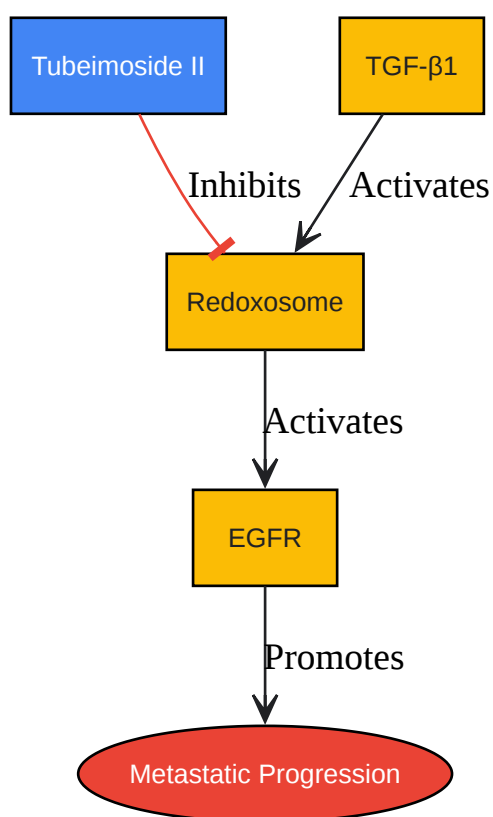 Tubeimoside II
TGF-β1
Inhibits
Activates
Redoxosome
Activates
EGFR
Promotes
Metastatic Progression